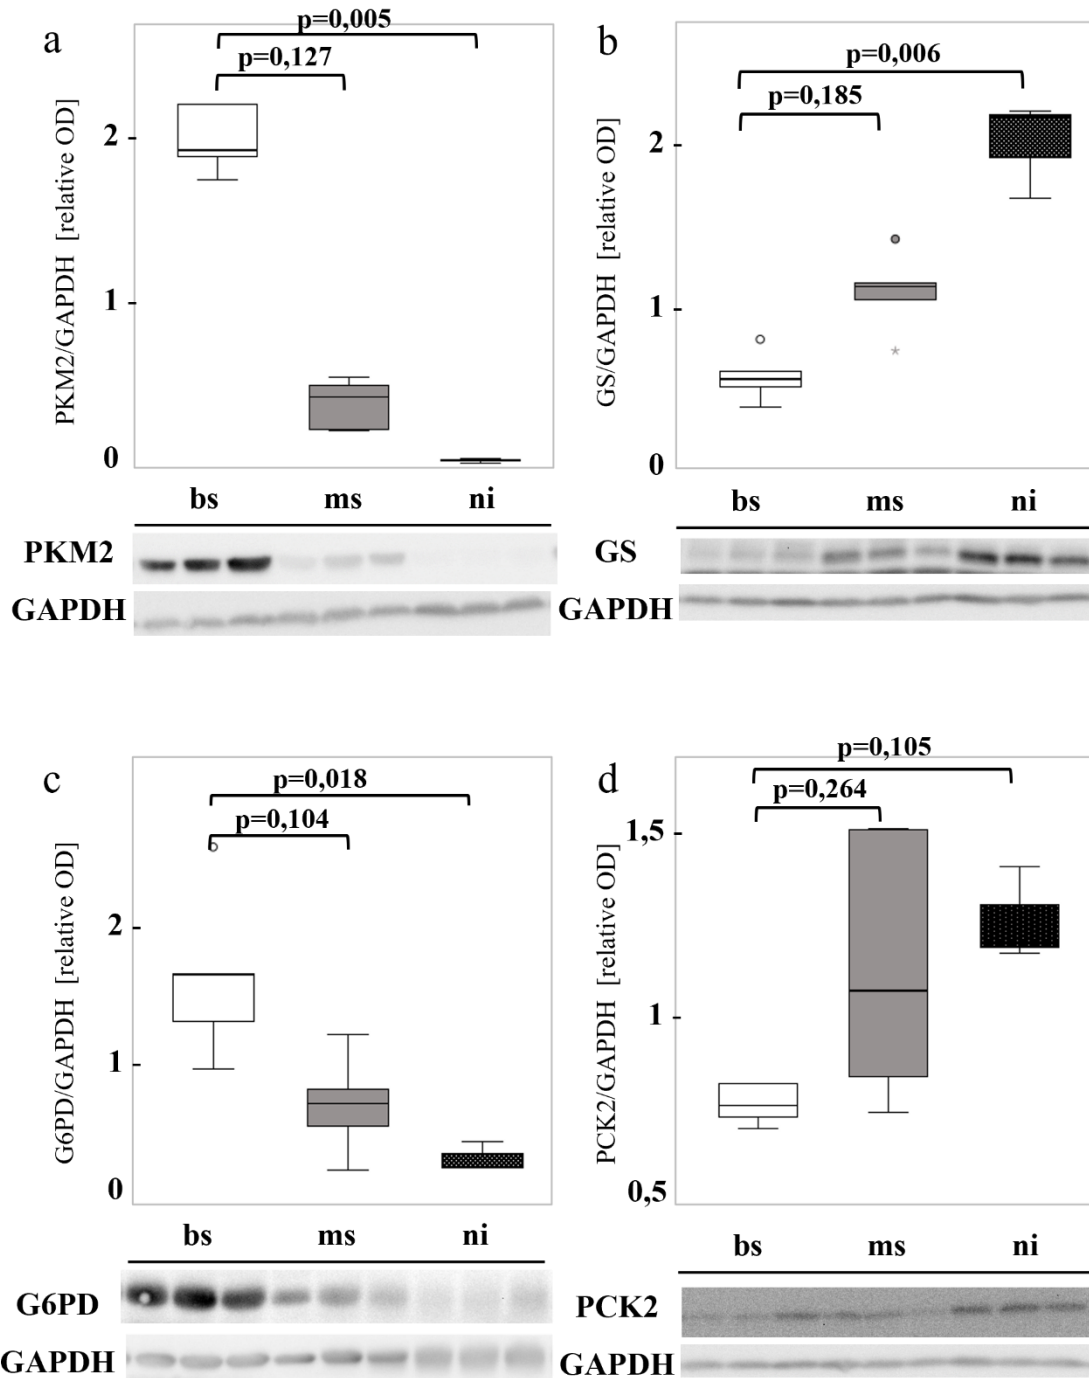 a
p=0,005
p=0,127
PKM2/GAPDH [relative OD]
2
1
0
bs ms ni
PKM2
GAPDH
b
p=0,006
p=0,185
GS/GAPDH [relative OD]
2
1
0
bs ms ni
GS
GAPDH
c
p=0,018
p=0,104
G6PD/GAPDH [relative OD]
2
1
0
bs ms ni
G6PD
GAPDH
d
p=0,105
p=0,264
PCK2/GAPDH [relative OD]
1,5
1
0,5
bs ms ni
PCK2
GAPDH